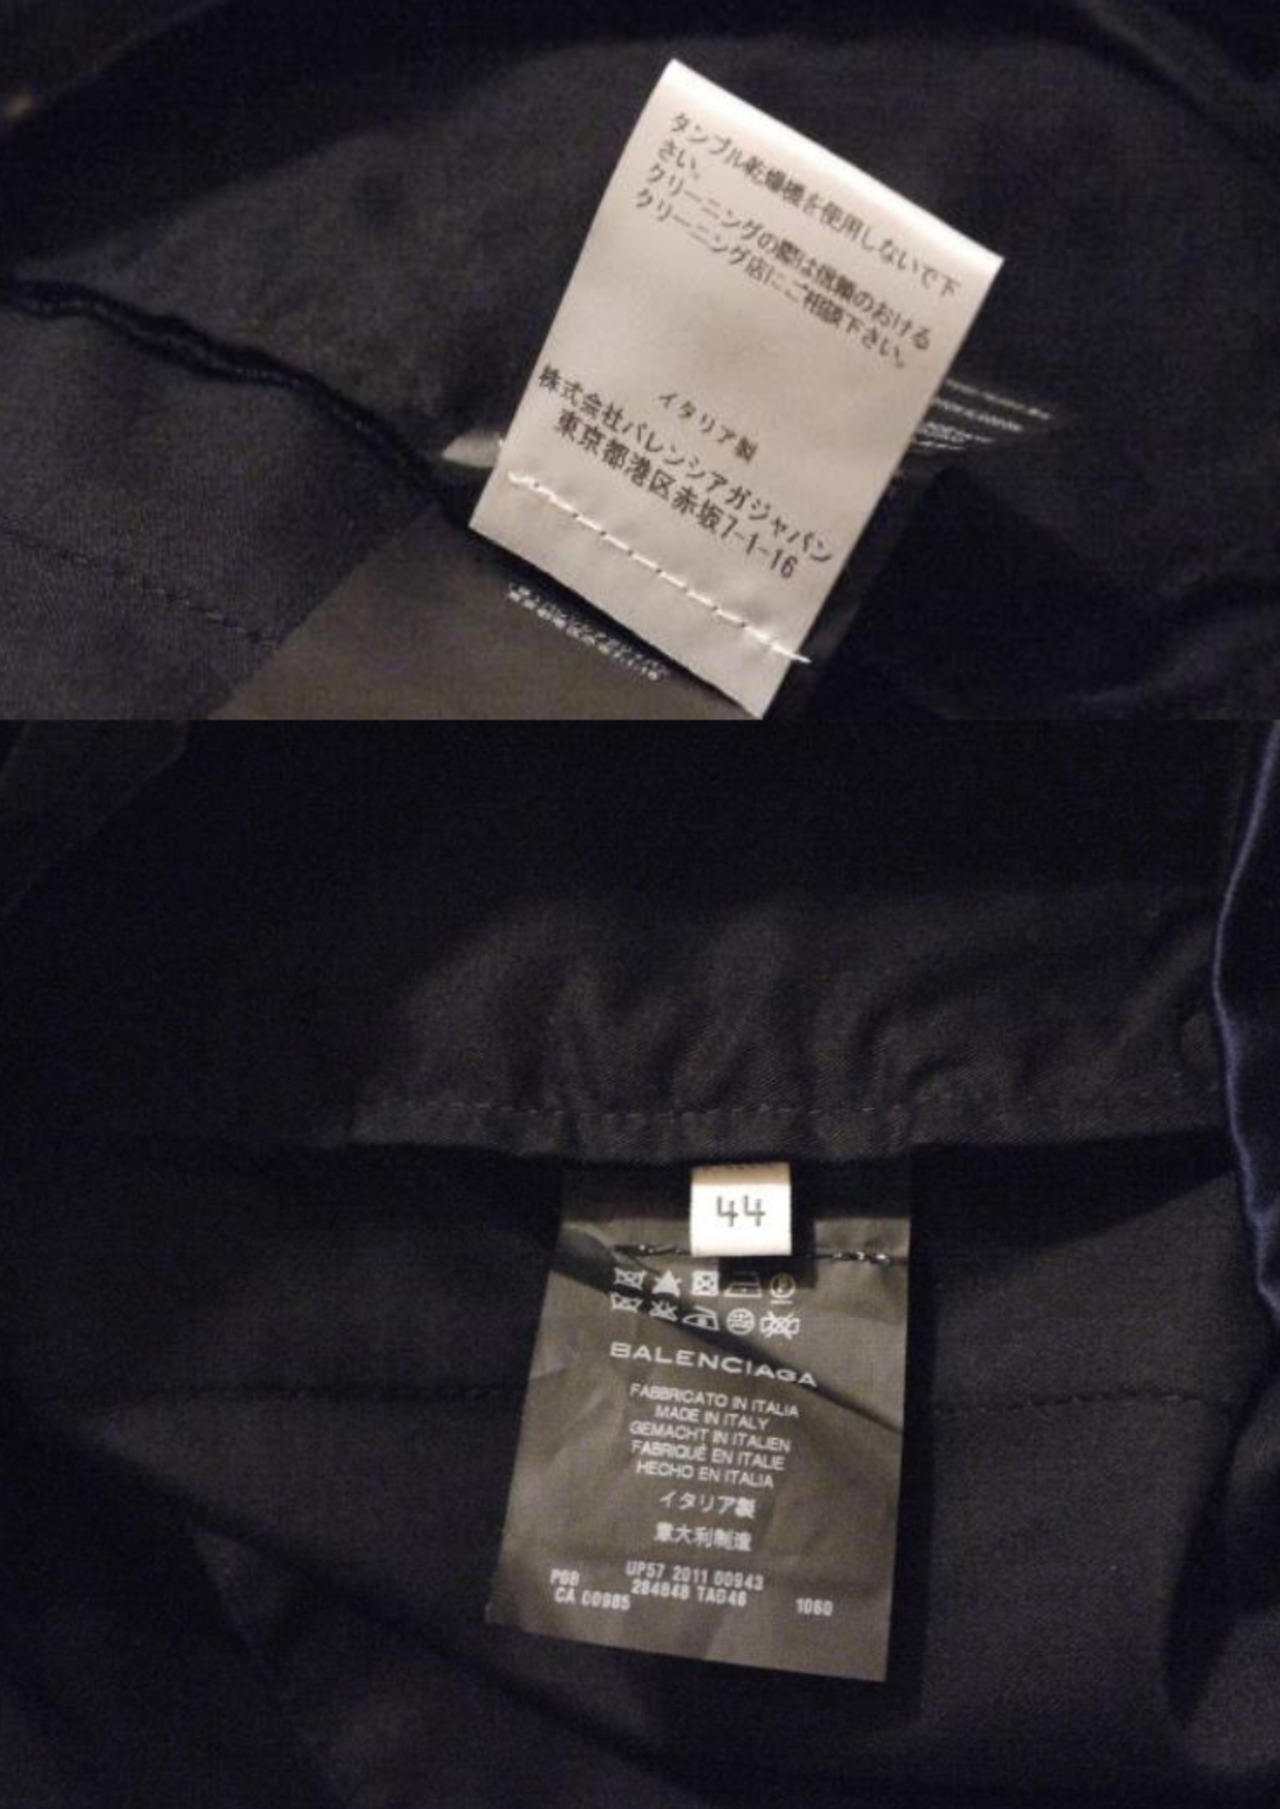 タンブル乾燥機を使用しないで下
さい。
クリーニングの際は信頼のおける
クリーニング店にご相談下さい。
イタリア製
株式会社バレンシアガジャパン
東京都港区赤坂7-1-16
44
BALENCIAGA
FABBRICATO IN ITALIA
MADE IN ITALY
GEMACHT IN ITALIEN
FABRIQUÉ EN ITALIE
HECHO EN ITALIA
イタリア製
意大利制造
UP57 2011 00943
284848 TAD46
CA 00985
1060